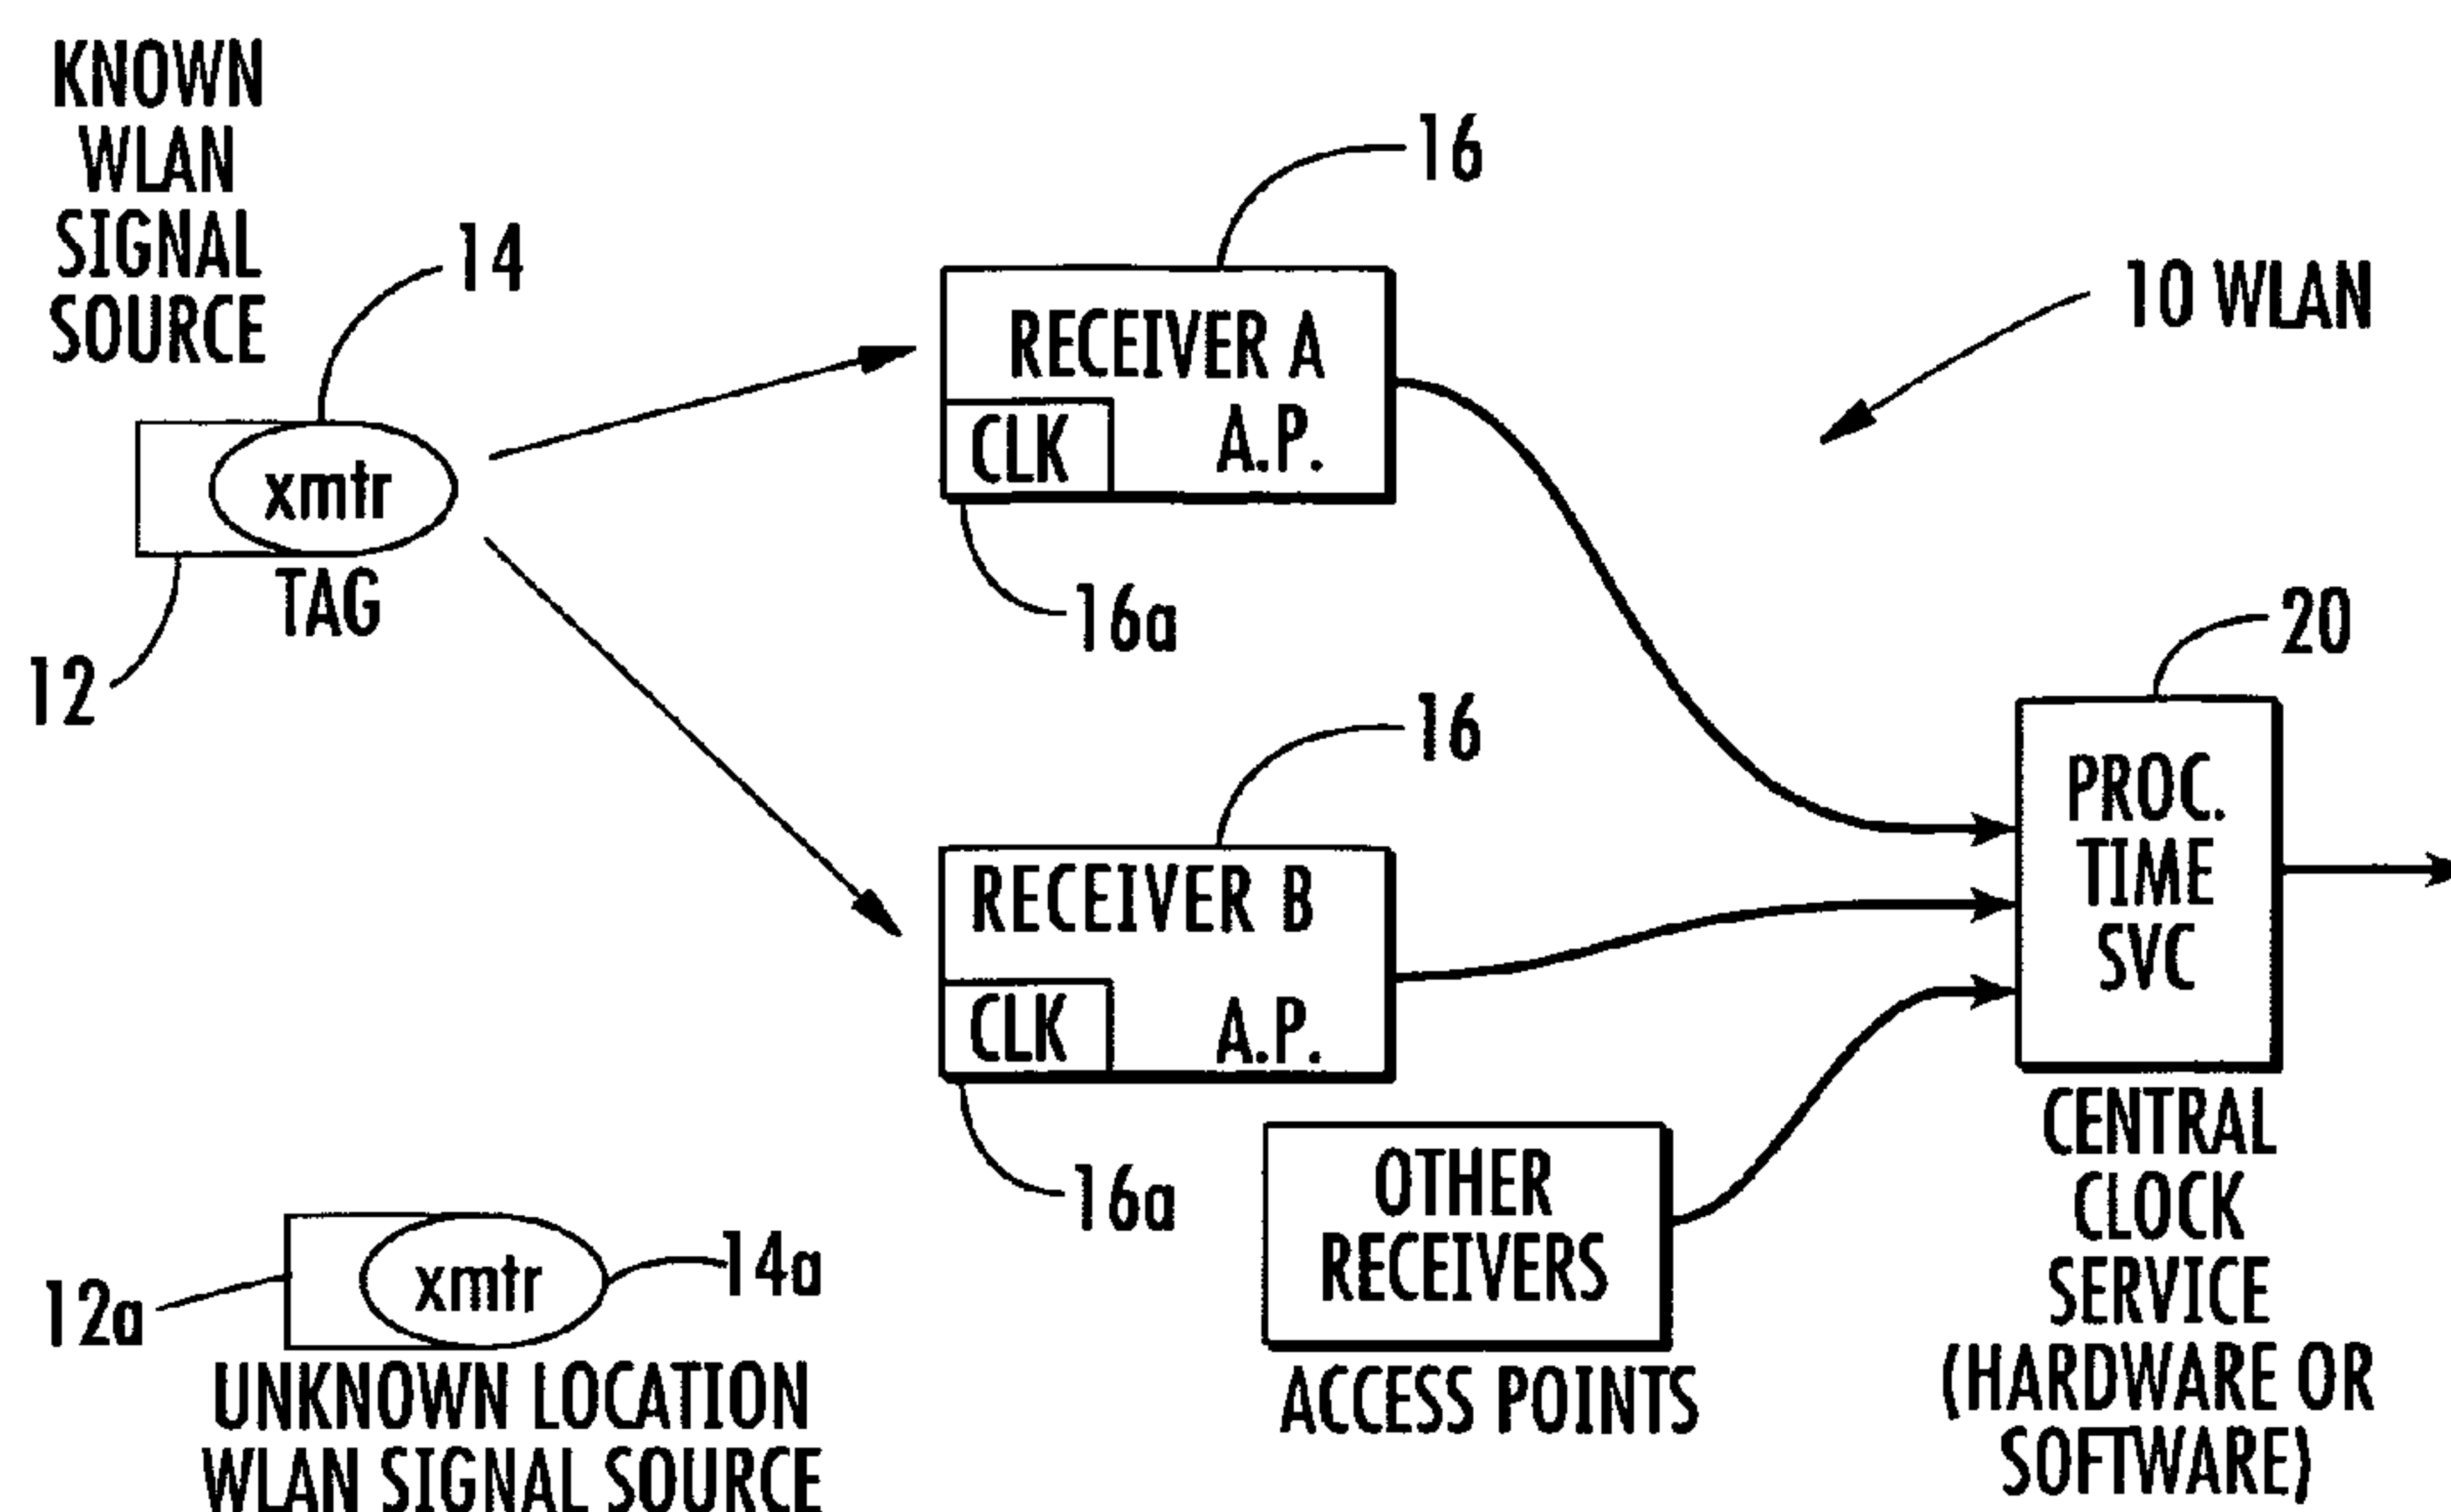 KNOWN
WLAN
SIGNAL
SOURCE
14
xmtr
TAG
12
16
RECEIVER A
CLK
A.P.
16a
10 WLAN
16
RECEIVER B
CLK
A.P.
16a
20
PROC.
TIME
SVC
CENTRAL
CLOCK
SERVICE
(HARDWARE OR
SOFTWARE)
OTHER
RECEIVERS
ACCESS POINTS
12a
xmtr
14a
UNKNOWN LOCATION
WLAN SIGNAL SOURCE